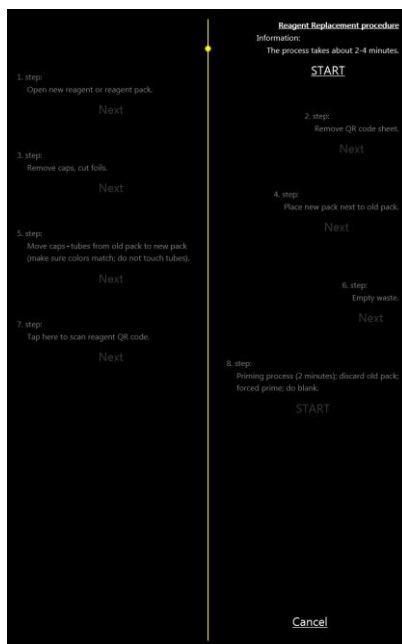 Reagent Replacement procedure
Information:
The process takes about 2-4 minutes.
START
1. step:
Open new reagent or reagent pack.
Next
2. step:
Remove QR code sheet.
Next
3. step:
Remove caps, cut foils.
Next
4. step:
Place new pack next to old pack.
Next
5. step:
Move caps+tubes from old pack to new pack
(make sure colors match; do not touch tubes).
Next
6. step:
Empty waste.
Next
7. step:
Tap here to scan reagent QR code.
Next
8. step:
Priming process (2 minutes); discard old pack;
forced prime; do blank.
START
Cancel